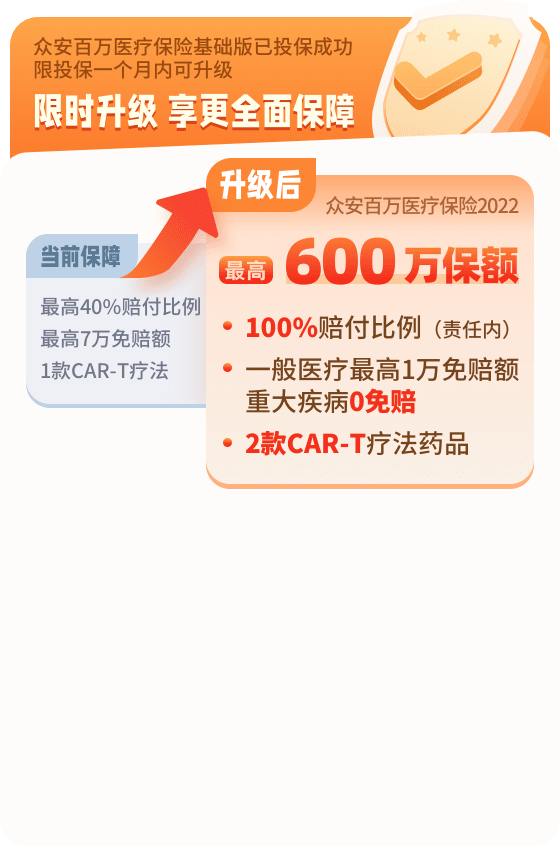 众安百万医疗保险基础版已投保成功
限投保一个月内可升级
限时升级 享更全面保障
升级后
众安百万医疗保险2022
最高 600万保额
100%赔付比例（责任内）
一般医疗最高1万免赔额
重大疾病0免赔
2款CAR-T疗法药品
当前保障
最高40%赔付比例
最高7万免赔额
1款CAR-T疗法